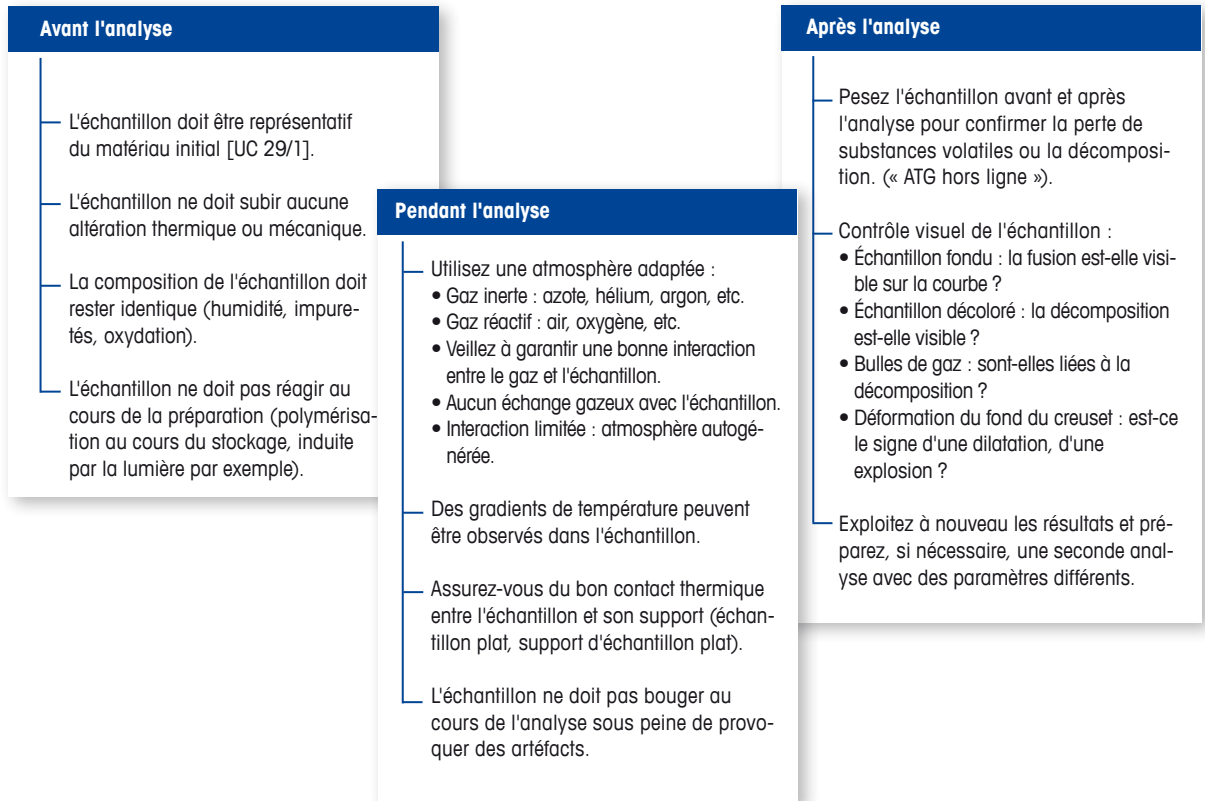 Avant l'analyse
L'échantillon doit être représentatif
du matériau initial [UC 29/1].
L'échantillon ne doit subir aucune
altération thermique ou mécanique.
La composition de l'échantillon doit
rester identique (humidité, impure-
tés, oxydation).
L'échantillon ne doit pas réagir au
cours de la préparation (polymérisa-
tion au cours du stockage, induite
par la lumière par exemple).
Pendant l'analyse
Utilisez une atmosphère adaptée :
• Gaz inerte : azote, hélium, argon, etc.
• Gaz réactif : air, oxygène, etc.
• Veillez à garantir une bonne interaction
entre le gaz et l'échantillon.
• Aucun échange gazeux avec l'échantillon.
• Interaction limitée : atmosphère autogé-
nérée.
Des gradients de température peuvent
être observés dans l'échantillon.
Assurez-vous du bon contact thermique
entre l'échantillon et son support (échan-
tillon plat, support d'échantillon plat).
L'échantillon ne doit pas bouger au
cours de l'analyse sous peine de provo-
quer des artéfacts.
Après l'analyse
Pesez l'échantillon avant et après
l'analyse pour confirmer la perte de
substances volatiles ou la décomposi-
tion. (« ATG hors ligne »).
Contrôle visuel de l'échantillon :
• Échantillon fondu : la fusion est-elle visi-
ble sur la courbe ?
• Échantillon décoloré : la décomposition
est-elle visible ?
• Bulles de gaz : sont-elles liées à la
décomposition ?
• Déformation du fond du creuset : est-ce
le signe d'une dilatation, d'une
explosion ?
Exploitez à nouveau les résultats et pré-
parez, si nécessaire, une seconde anal-
yse avec des paramètres différents.